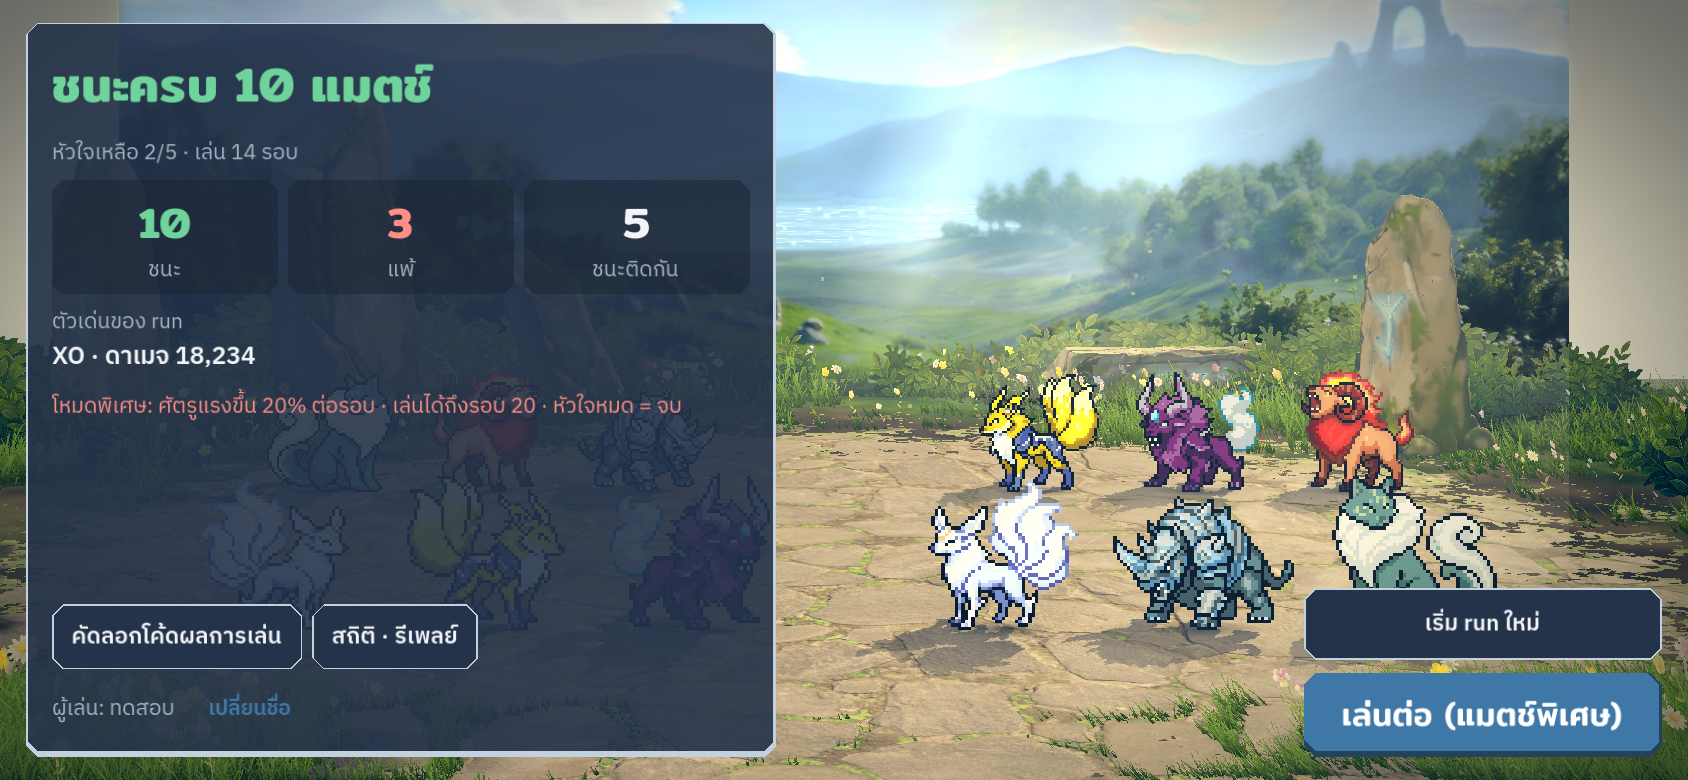 ชนะครบ 10 แมตช์
หัวใจเหลือ 2/5 · เล่น 14 รอบ
10
ชนะ
3
แพ้
5
ชนะติดกัน
ตัวเด่นของ run
XO · ดาเมจ 18,234
โหมดพิเศษ: ศัตรูแรงขึ้น 20% ต่อรอบ · เล่นได้ถึงรอบ 20 · หัวใจหมด = จบ
คัดลอกโค้ดผลการเล่น
สถิติ · รีเพลย์
ผู้เล่น: ทดสอบ
เปลี่ยนชื่อ
เริ่ม run ใหม่
เล่นต่อ (แมตช์พิเศษ)